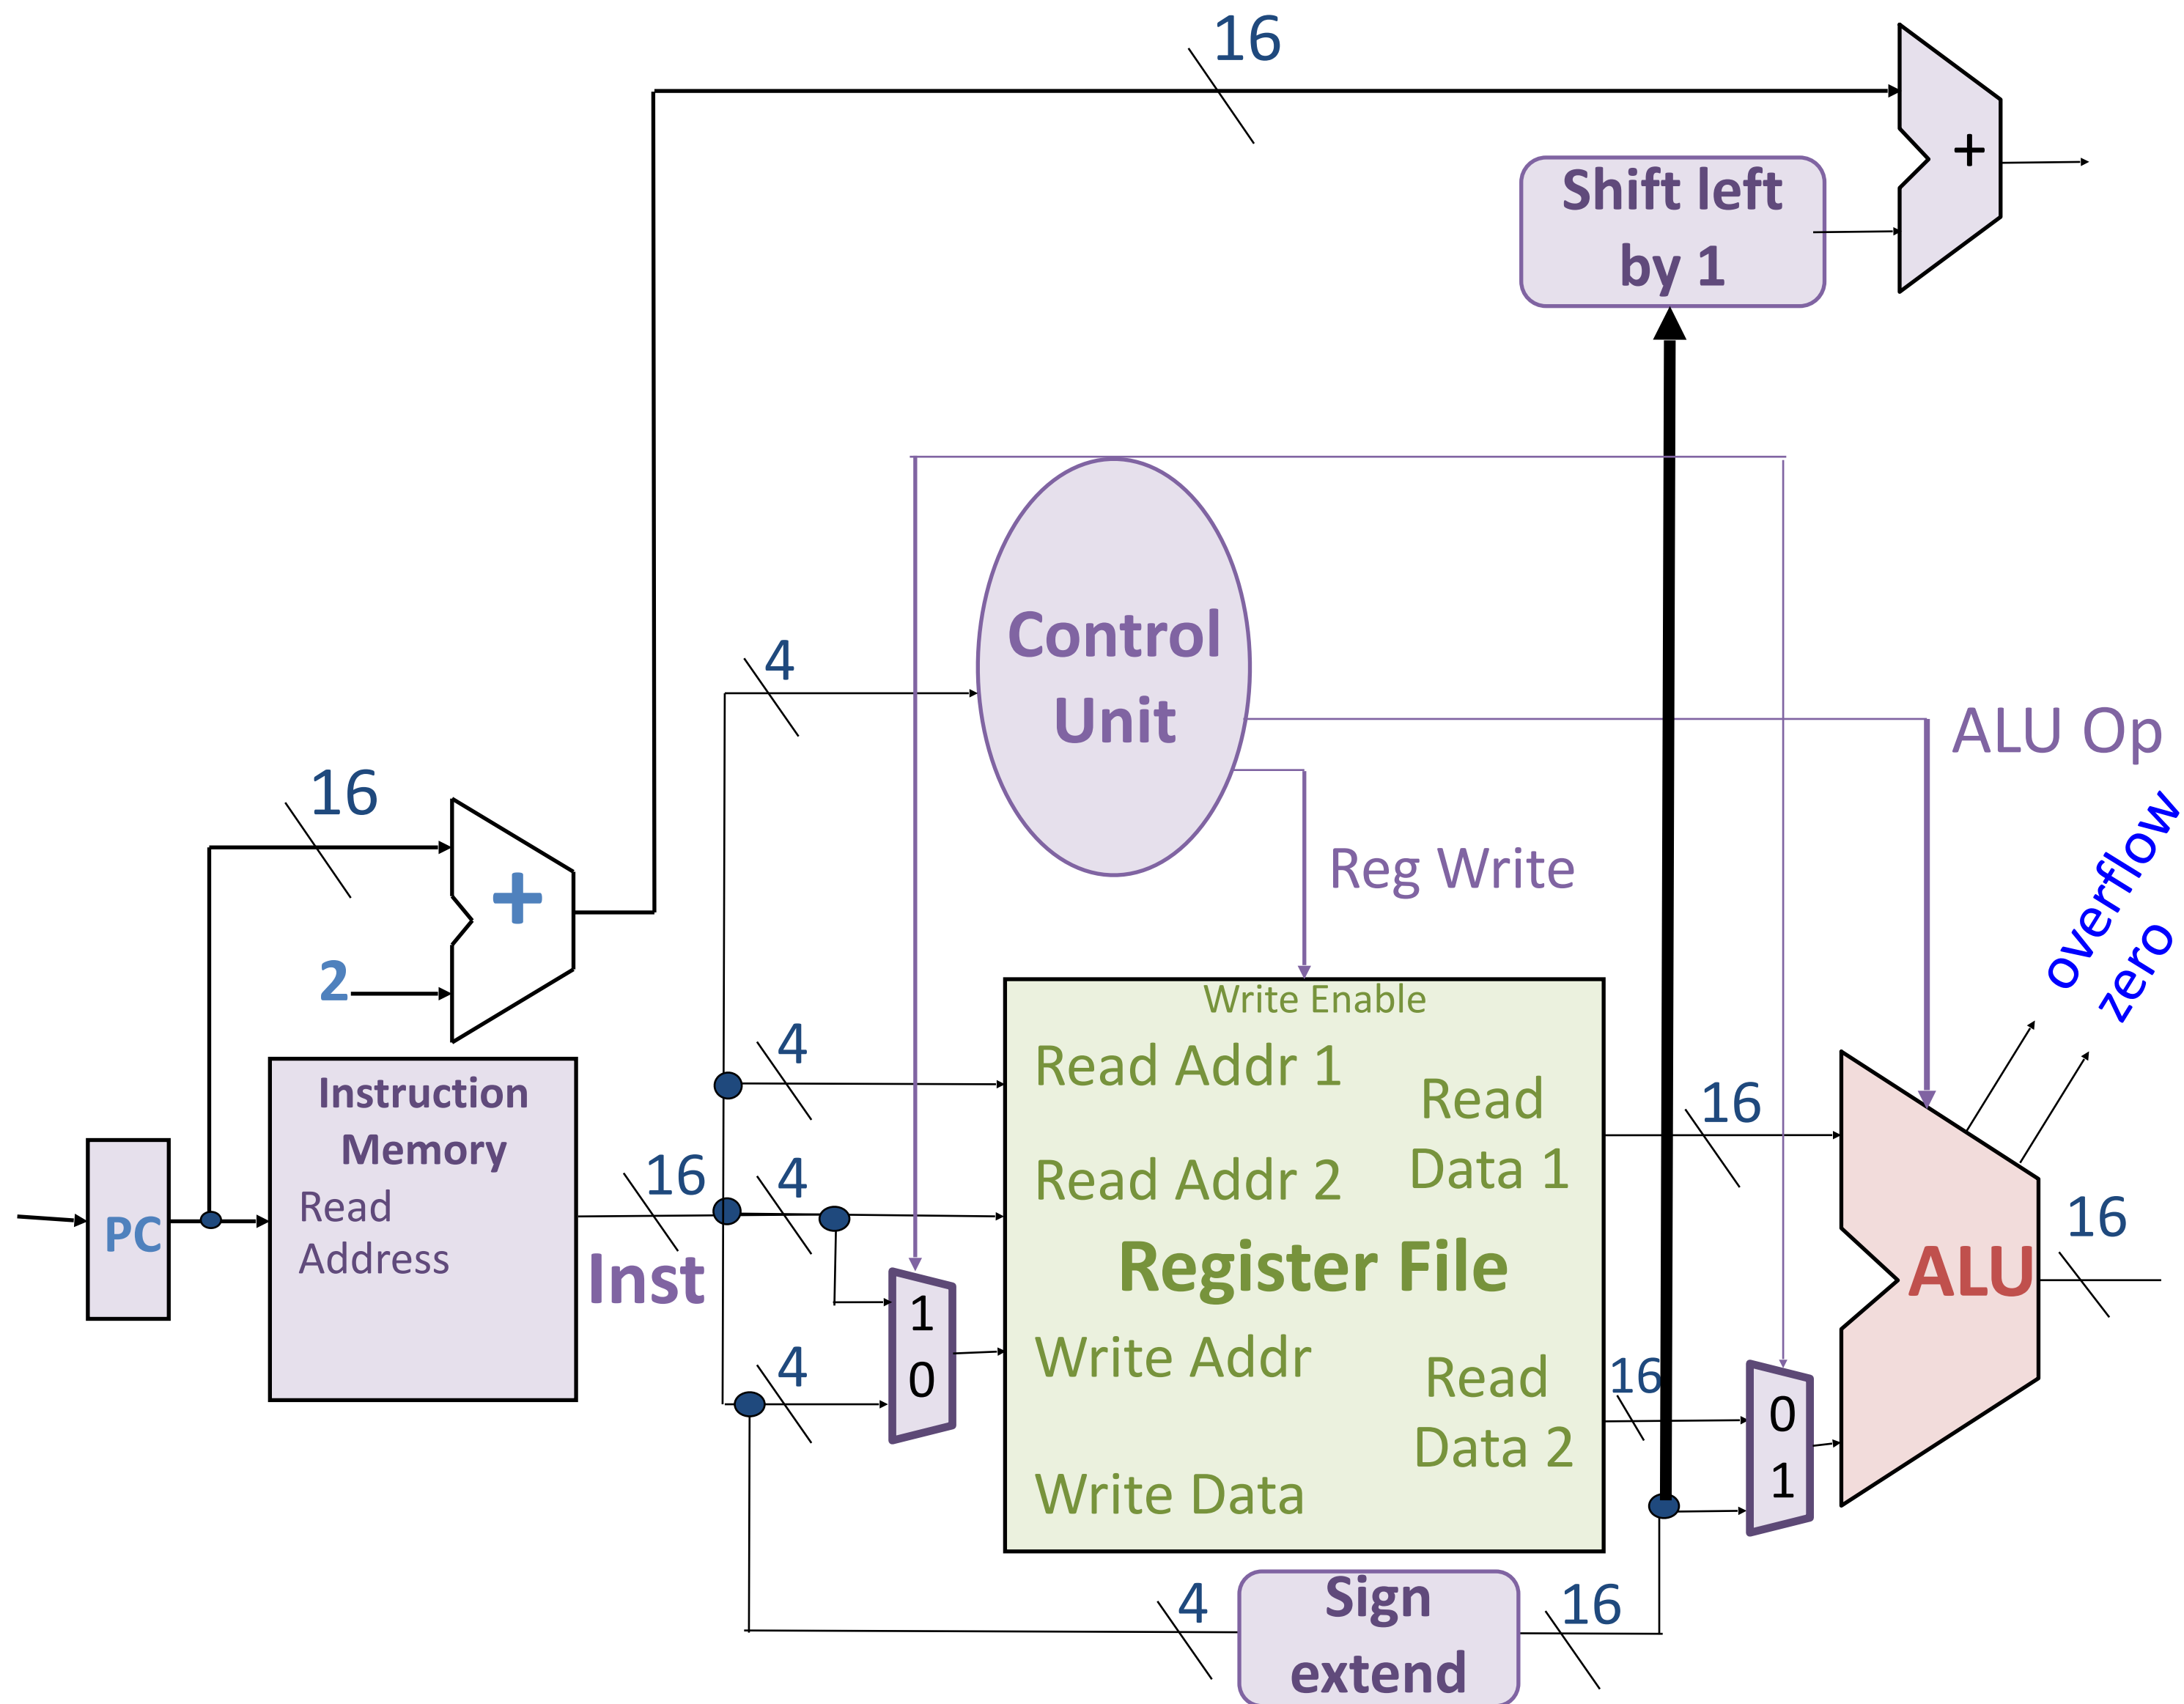 16
+
Shift left
by 1
Control
Unit
4
ALU Op
16
+
2
Reg Write
overflow
zero
Write Enable
4
Read Addr 1
Read
Data 1
16
Instruction
Memory
Read
Address
PC
16
Inst
4
Read Addr 2
Register File
ALU
16
1
0
4
Write Addr
Read
Data 2
16
0
1
Write Data
4
Sign
extend
16